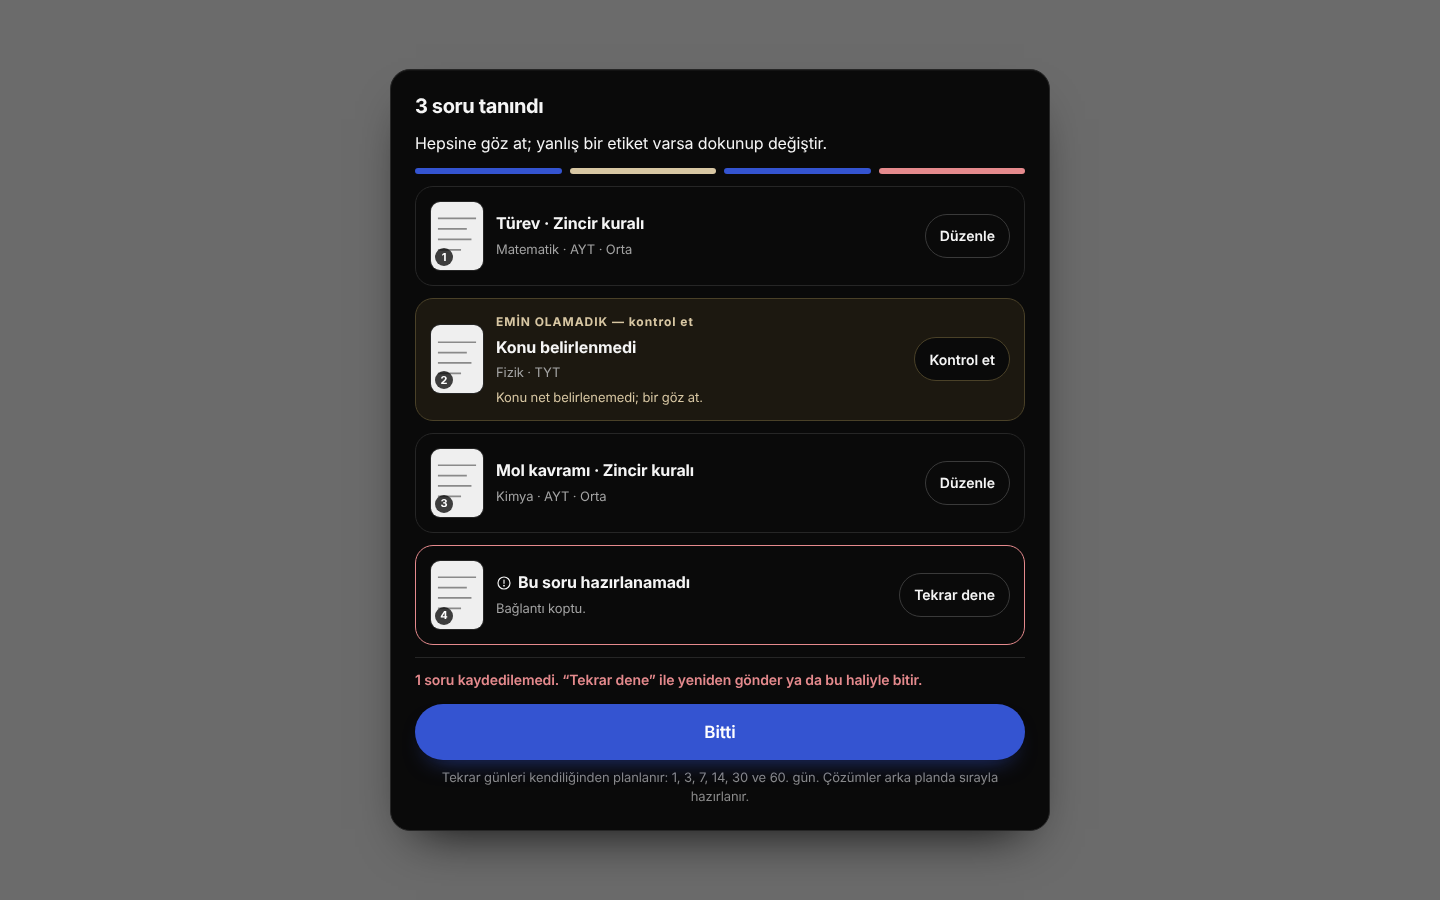 3 soru tanındı
Hepsine göz at; yanlış bir etiket varsa dokunup değiştir.
1
Türev · Zincir kuralı
Matematik · AYT · Orta
Düzenle
2
EMİN OLAMADIK — kontrol et
Konu belirlenmedi
Fizik · TYT
Konu net belirlenemedi; bir göz at.
Kontrol et
3
Mol kavramı · Zincir kuralı
Kimya · AYT · Orta
Düzenle
4
Bu soru hazırlanamadı
Bağlantı koptu.
Tekrar dene
1 soru kaydedilemedi. “Tekrar dene” ile yeniden gönder ya da bu haliyle bitir.
Bitti
Tekrar günleri kendiliğinden planlanır: 1, 3, 7, 14, 30 ve 60. gün. Çözümler arka planda sırayla
hazırlanır.